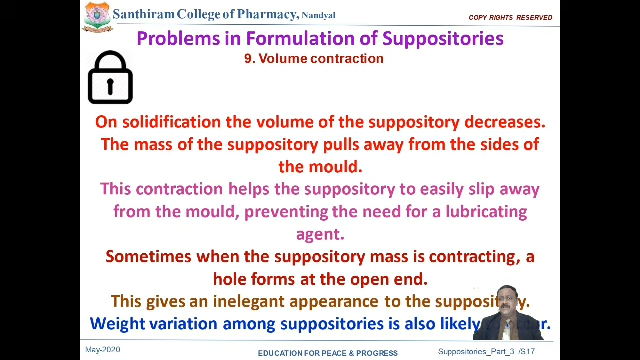 Santhiram College of Pharmacy, Nandyal
COPY RIGHTS RESERVED
Problems in Formulation of Suppositories
9. Volume contraction
On solidification the volume of the suppository decreases.
The mass of the suppository pulls away from the sides of
the mould.
This contraction helps the suppository to easily slip away
from the mould, preventing the need for a lubricating
agent.
Sometimes when the suppository mass is contracting, a
hole forms at the open end.
This gives an inelegant appearance to the suppository.
Weight variation among suppositories is also likely
May-2020
EDUCATION FOR PEACE & PROGRESS
Suppositories_Part_3 /S17